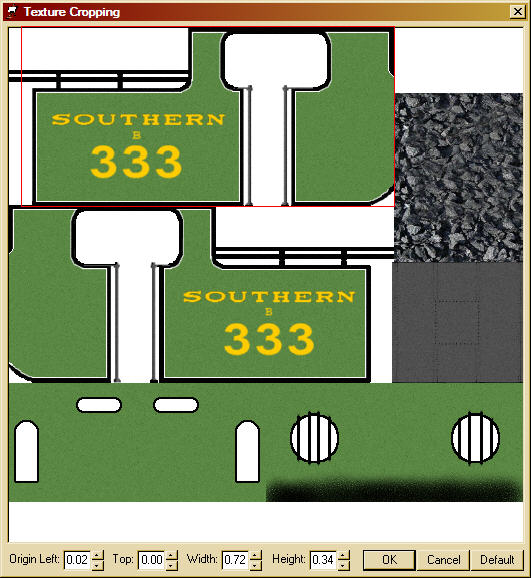 Texture Cropping
SOUTHERN
B
333
SOUTHERN
B
333
Origin Left: 0.02 Top: 0.00 Width: 0.72 Height: 0.34 OK Cancel Default